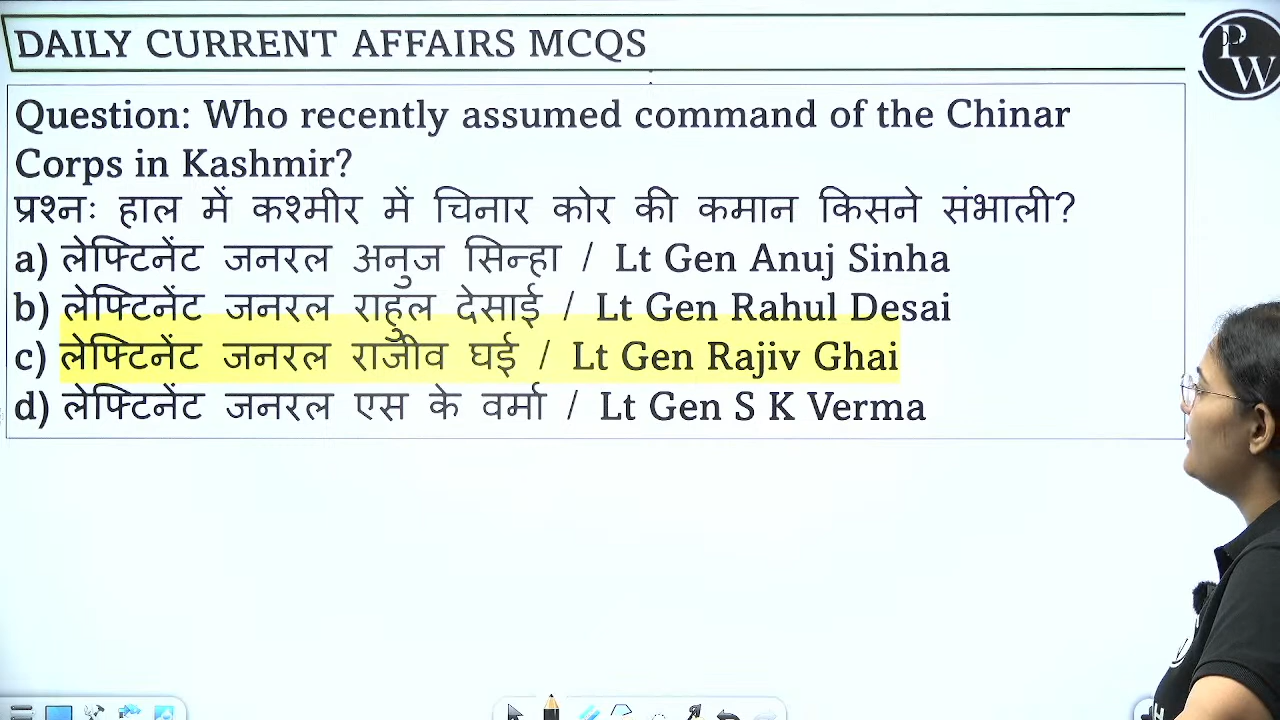 DAILY CURRENT AFFAIRS MCQS
PW
Question: Who recently assumed command of the Chinar
Corps in Kashmir?
प्रश्नः हाल में कश्मीर में चिनार कोर की कमान किसने संभाली?
a) लेफ्टिनेंट जनरल अनुज सिन्हा / Lt Gen Anuj Sinha
b) लेफ्टिनेंट जनरल राहुल देसाई / Lt Gen Rahul Desai
c) लेफ्टिनेंट जनरल राजीव घई / Lt Gen Rajiv Ghai
d) लेफ्टिनेंट जनरल एस के वर्मा / Lt Gen S K Verma